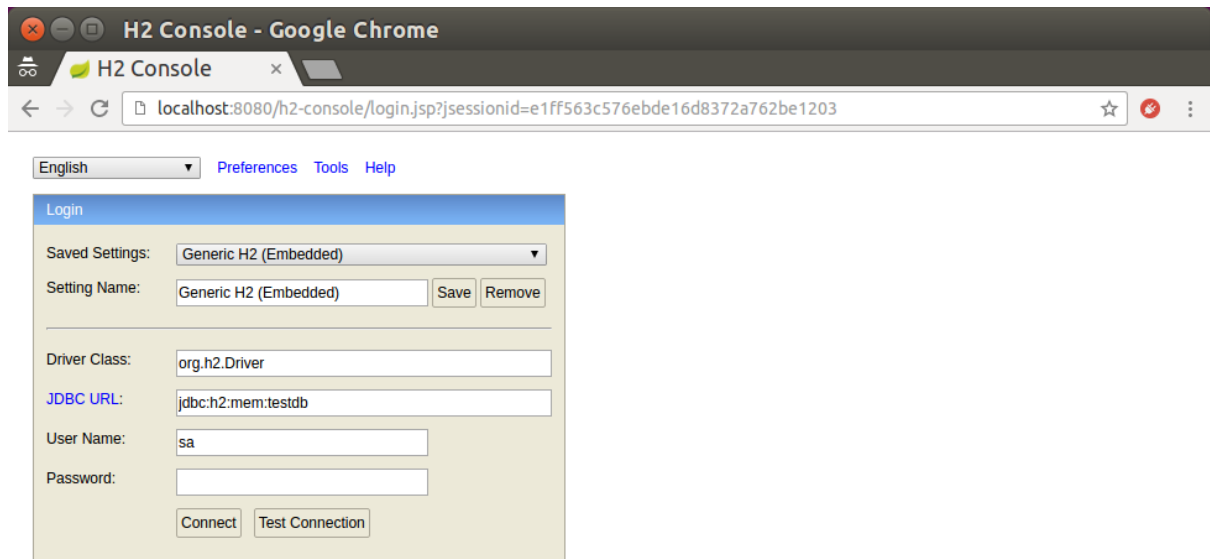 H2 Console - Google Chrome
H2 Console
localhost:8080/h2-console/login.jsp?jsessionid=e1ff563c576ebde16d8372a762be1203
English Preferences Tools Help
Login
Saved Settings: Generic H2 (Embedded)
Setting Name: Generic H2 (Embedded) Save Remove
Driver Class: org.h2.Driver
JDBC URL: jdbc:h2:mem:testdb
User Name: sa
Password:
Connect Test Connection